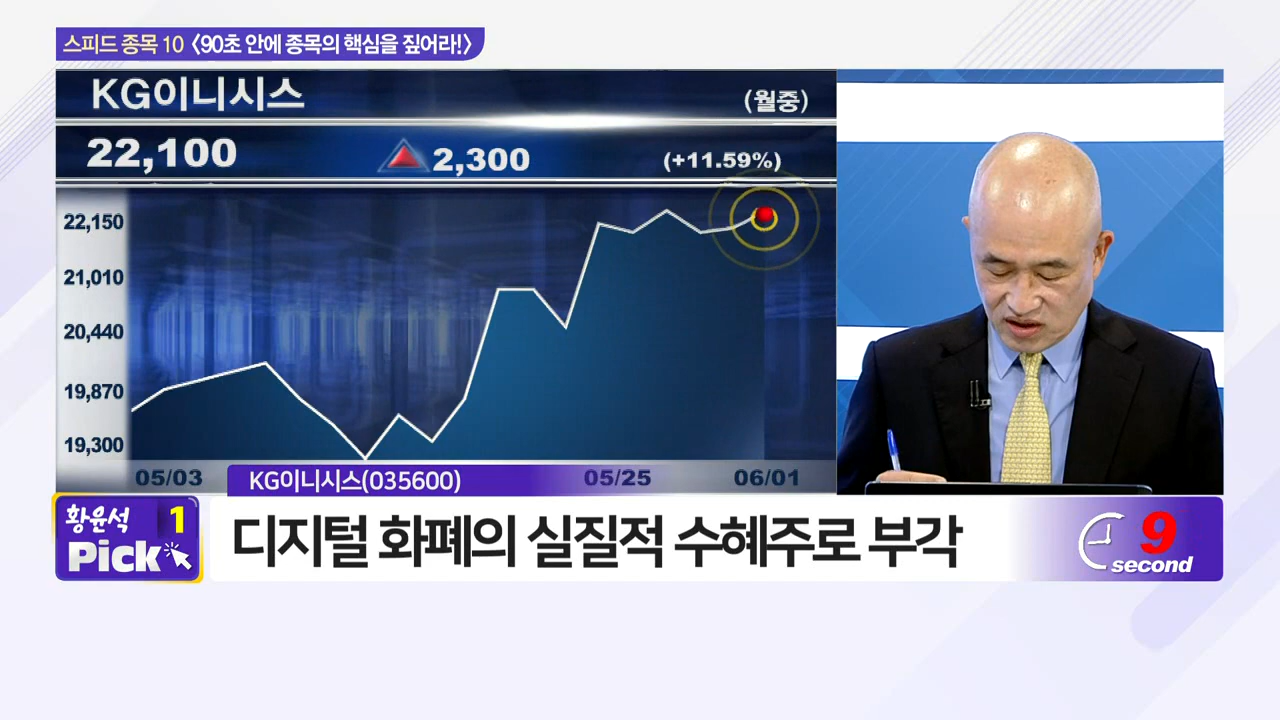 스피드 종목 10 <90초 안에 종목의 핵심을 짚어라!>
KG이니시스
(월중)
22,100 ▲ 2,300 (+11.59%)
22,150
21,010
20,440
19,870
19,300
05/03 05/25 06/01
KG이니시스(035600)
황윤석 1
Pick
디지털 화폐의 실질적 수혜주로 부각
9
second